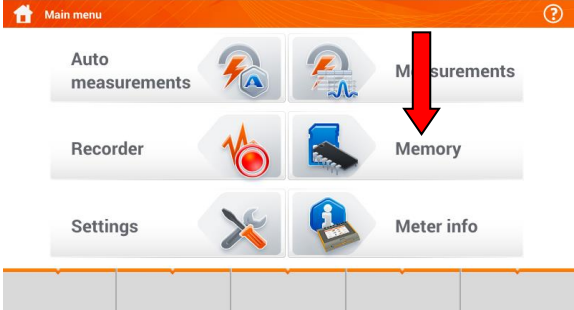 Main menu
?
Auto
measurements
Measurements
Recorder
Memory
Settings
Meter info